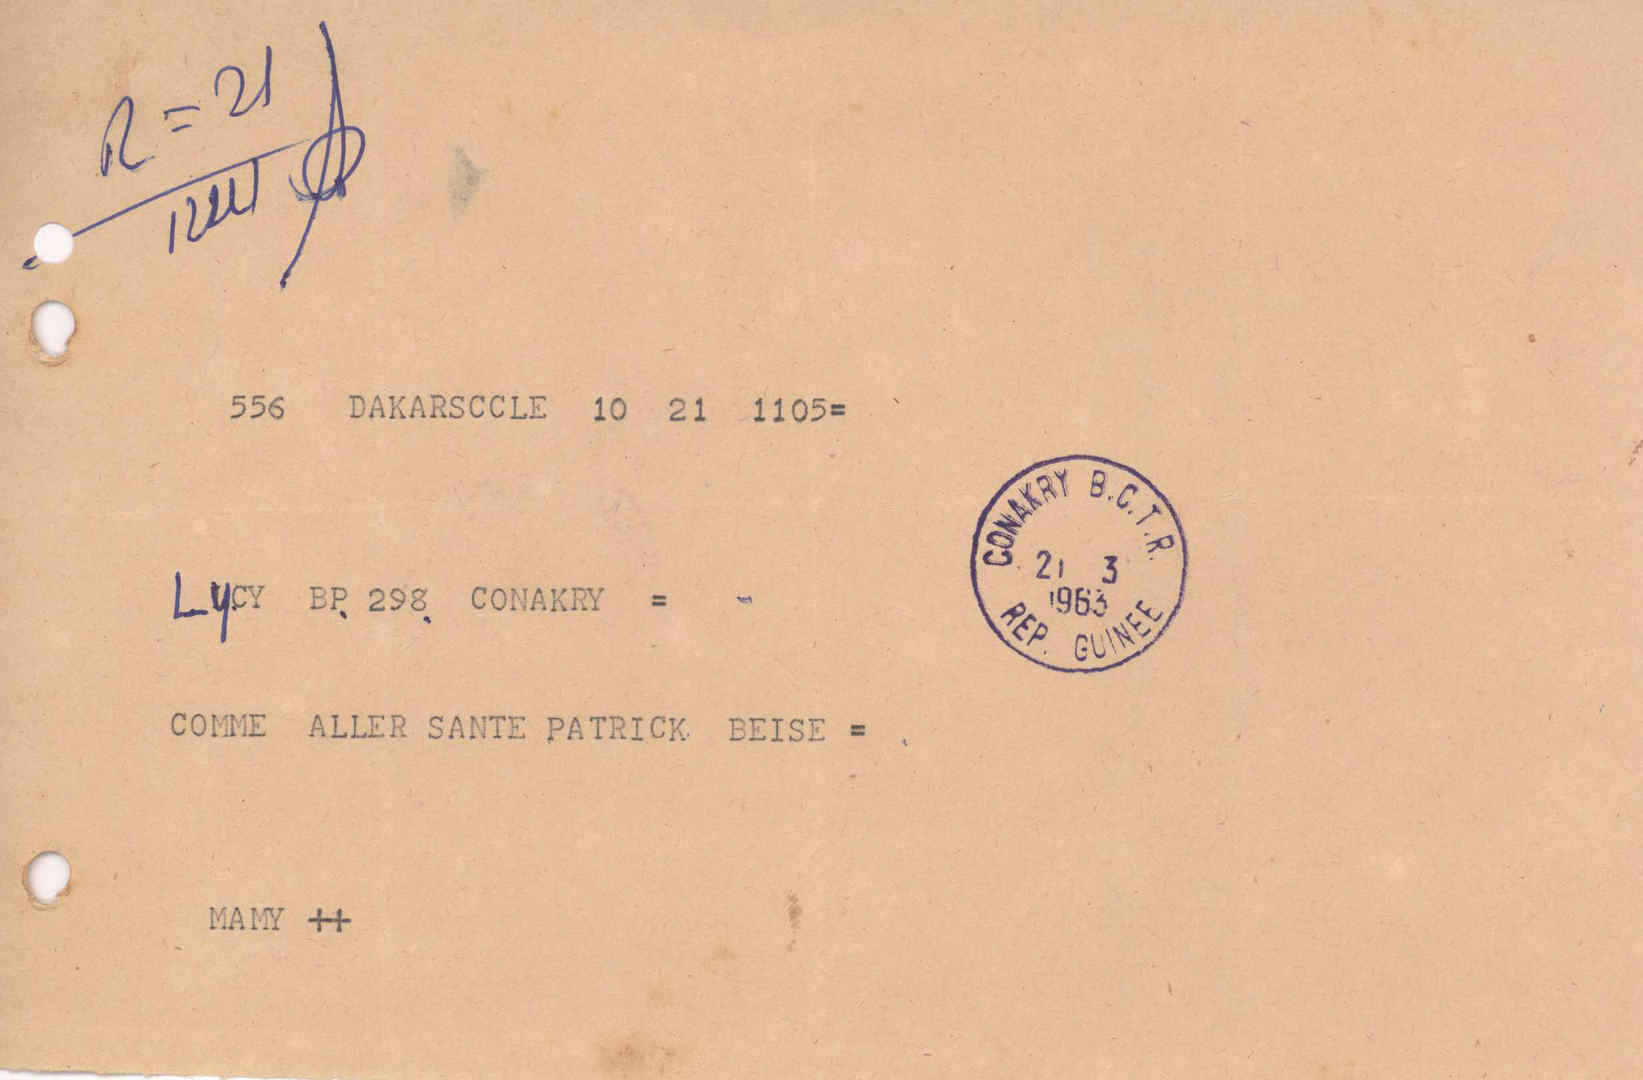 R = 21
556 DAKARSCCLE 10 21 1105=
LyCY BP. 298. CONAKRY = -
COMME ALLER SANTE PATRICK BEISE =
MAMY ++
CONAKRY B.C.T.R.
21 3
1963
REP. GUINEE